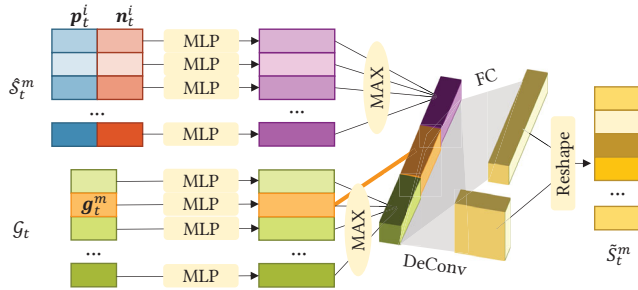 p_t^i n_t^i
MLP
MLP
MLP
Ŝ_t^m
...
...
MLP
MAX
FC
MLP
g_t^m
MLP
MLP
G_t
...
...
MLP
MAX
DeConv
Reshape
...
S̃_t^m